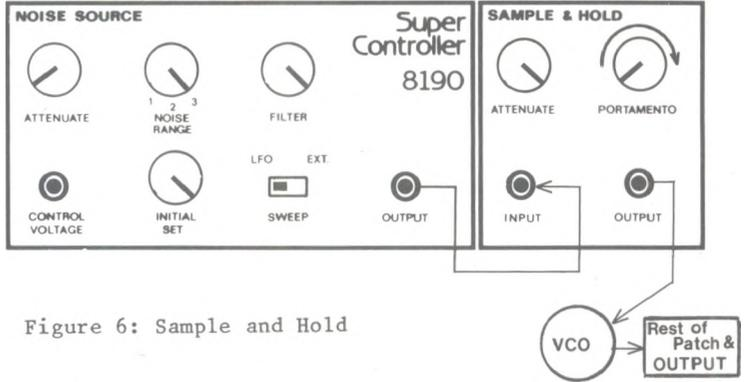 NOISE SOURCE
Super
Controller
8190
ATTENUATE
1 2 3
NOISE
RANGE
FILTER
CONTROL
VOLTAGE
INITIAL
SET
LFO EXT.
SWEEP
OUTPUT
SAMPLE & HOLD
ATTENUATE
PORTAMENTO
INPUT
OUTPUT
VCO
Rest of
Patch &
OUTPUT
Figure 6: Sample and Hold